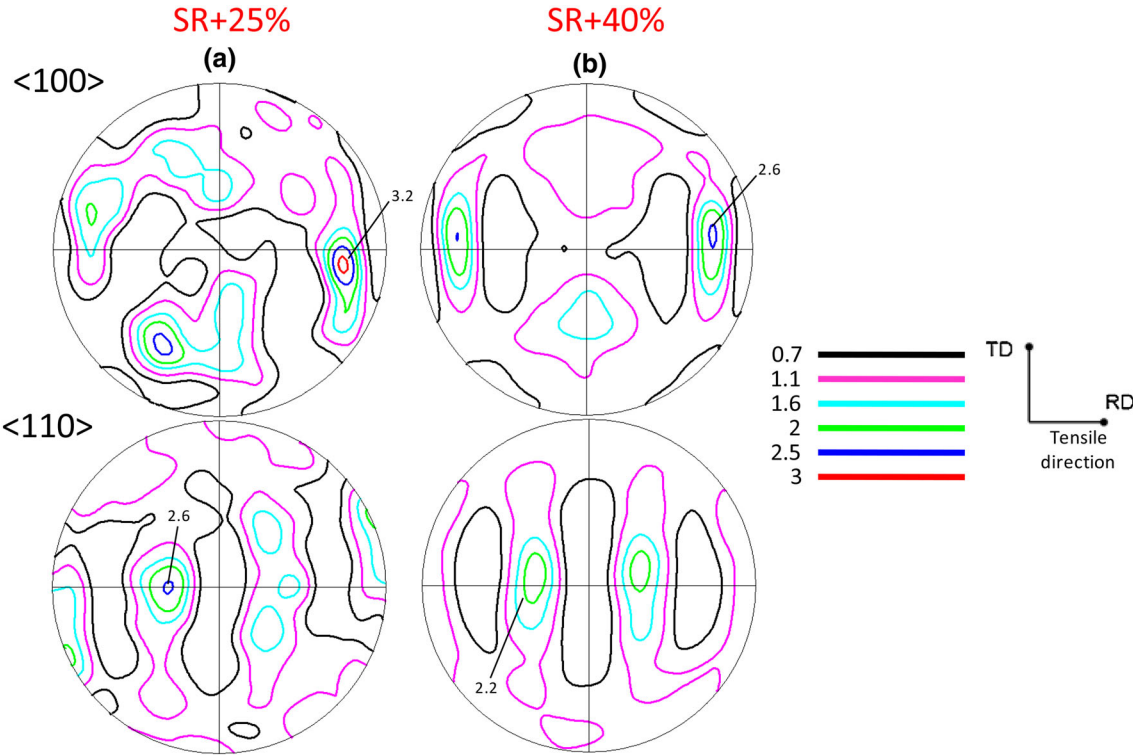 SR+25%
SR+40%
(a)
(b)
<100>
3.2
2.6
0.7
1.1
1.6
2
2.5
3
TD
RD
Tensile
direction
<110>
2.6
2.2